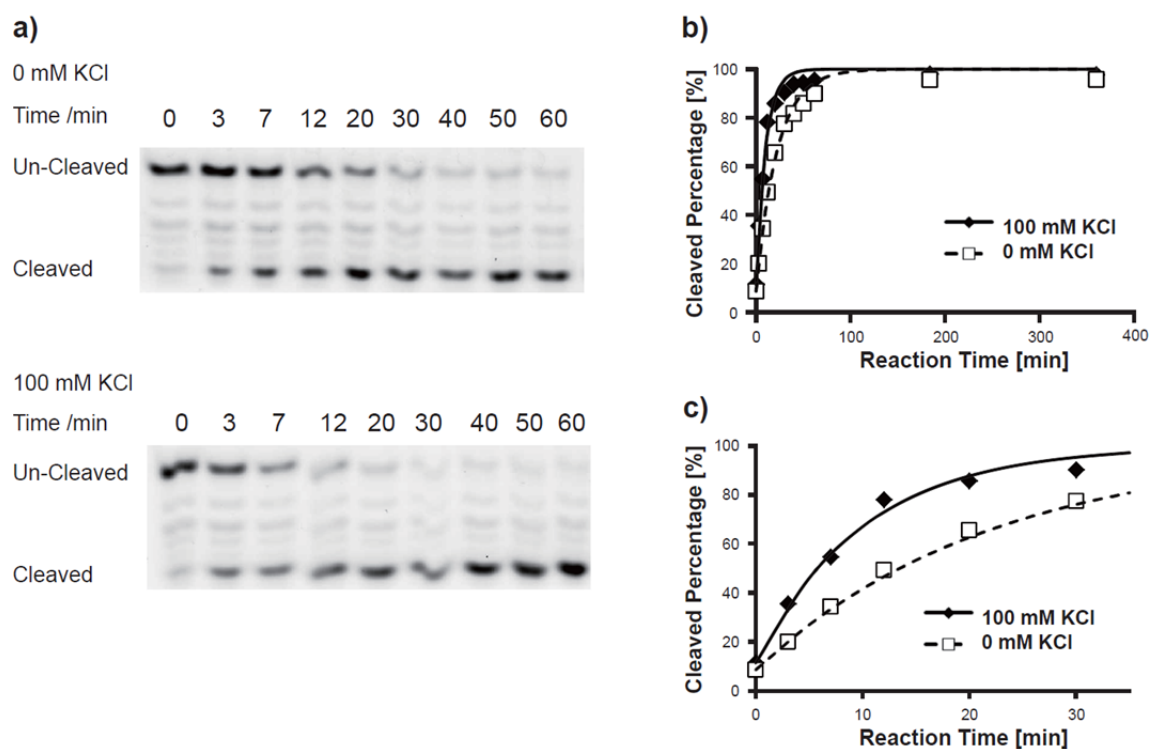 a)
0 mM KCl
Time /min 0 3 7 12 20 30 40 50 60
Un-Cleaved
Cleaved
100 mM KCl
Time /min 0 3 7 12 20 30 40 50 60
Un-Cleaved
Cleaved
b)
Cleaved Percentage [%]
100
80
60
40
20
0
100 mM KCl
0 mM KCl
0 100 200 300 400
Reaction Time [min]
c)
Cleaved Percentage [%]
100
80
60
40
20
0
100 mM KCl
0 mM KCl
0 10 20 30
Reaction Time [min]